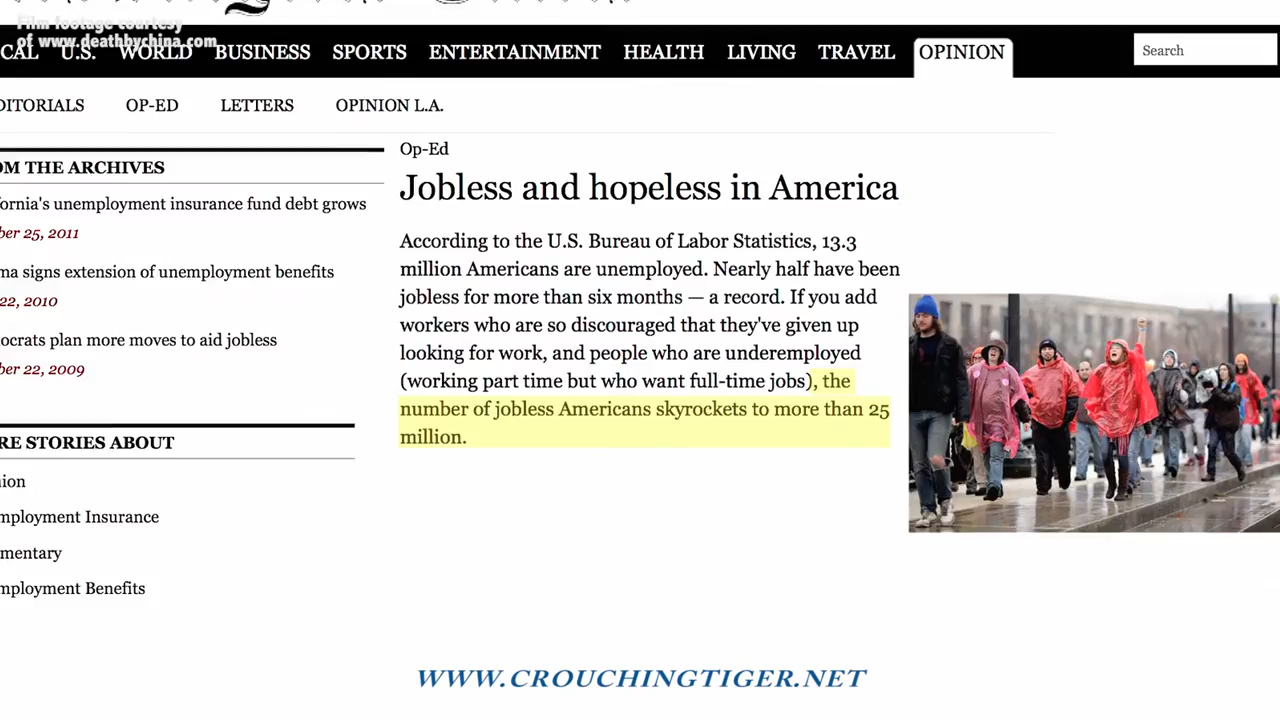 Film footage courtesy
of www.deathbychina.com
CAL U.S. WORLD BUSINESS SPORTS ENTERTAINMENT HEALTH LIVING TRAVEL OPINION Search
DITORIALS OP-ED LETTERS OPINION L.A.
OM THE ARCHIVES
fornia's unemployment insurance fund debt grows
ber 25, 2011
ma signs extension of unemployment benefits
22, 2010
ocrats plan more moves to aid jobless
ber 22, 2009
RE STORIES ABOUT
nion
mployment Insurance
mmentary
mployment Benefits
Op-Ed
Jobless and hopeless in America
According to the U.S. Bureau of Labor Statistics, 13.3
million Americans are unemployed. Nearly half have been
jobless for more than six months — a record. If you add
workers who are so discouraged that they've given up
looking for work, and people who are underemployed
(working part time but who want full-time jobs), the
number of jobless Americans skyrockets to more than 25
million.
WWW.CROUCHINGTIGER.NET